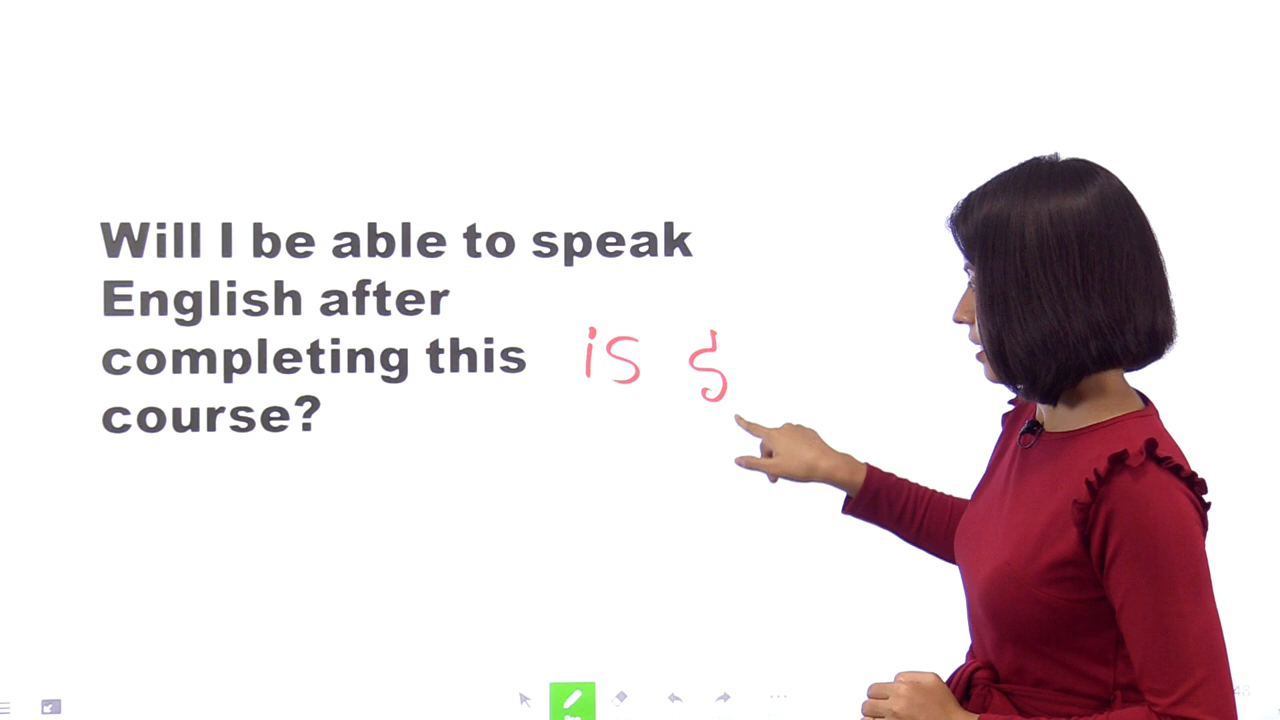 Will I be able to speak
English after
completing this
course?
is